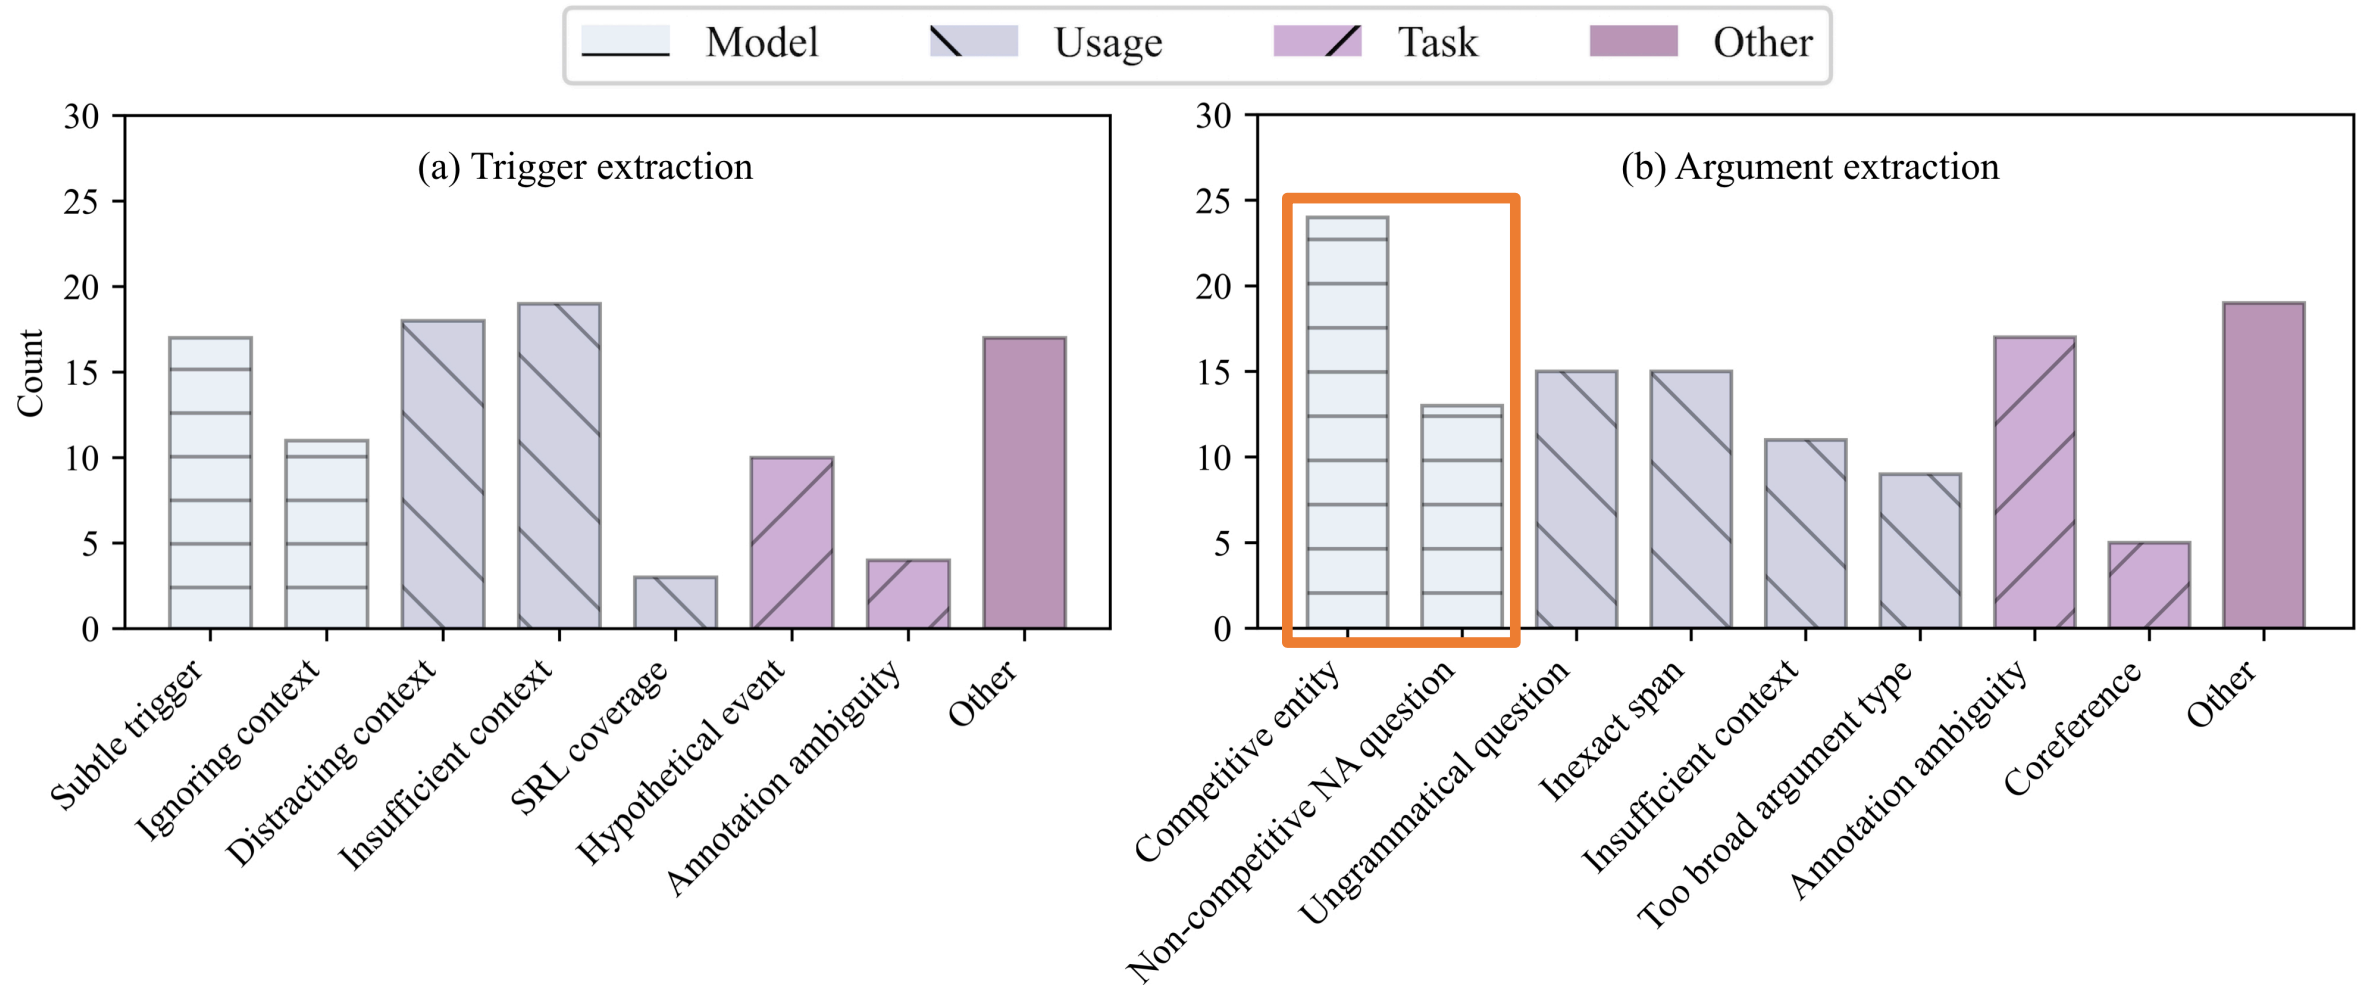 Model Usage Task Other
(a) Trigger extraction
Count
30
25
20
15
10
5
0
Subtle trigger
Ignoring context
Distracting context
Insufficient context
SRL coverage
Hypothetical event
Annotation ambiguity
Other
(b) Argument extraction
30
25
20
15
10
5
0
Competitive entity
Non-competitive NA question
Ungrammatical question
Inexact span
Insufficient context
Too broad argument type
Annotation ambiguity
Coreference
Other